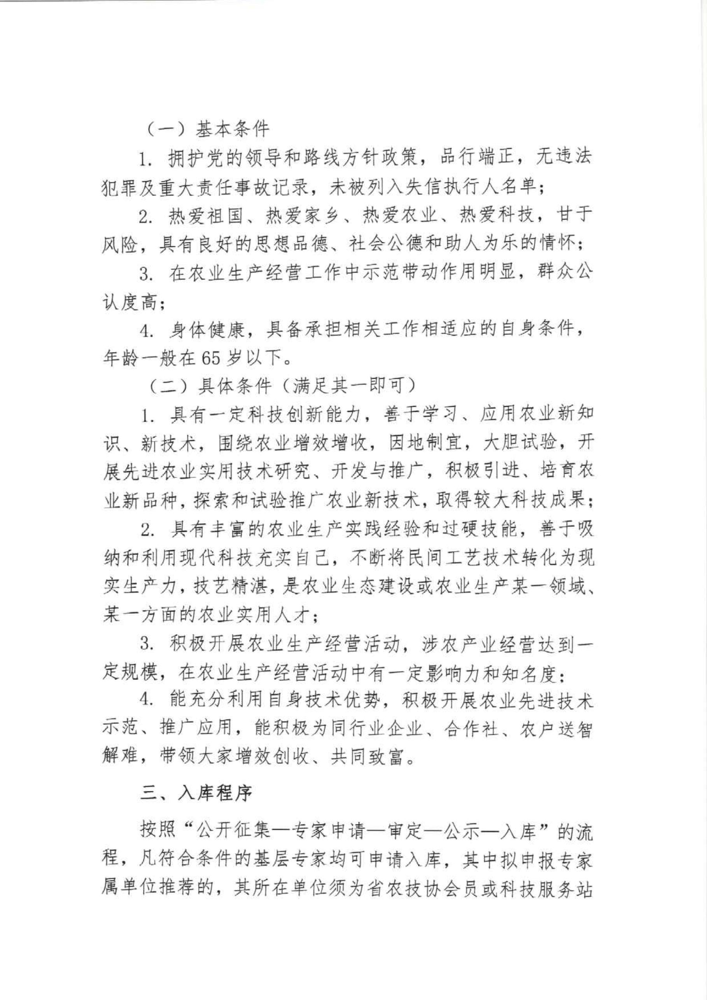 （一）基本条件
1. 拥护党的领导和路线方针政策，品行端正，无违法
犯罪及重大责任事故记录，未被列入失信执行人名单；
2. 热爱祖国、热爱家乡、热爱农业、热爱科技，甘于
风险，具有良好的思想品德、社会公德和助人为乐的情怀；
3. 在农业生产经营工作中示范带动作用明显，群众公
认度高；
4. 身体健康，具备承担相关工作相适应的自身条件，
年龄一般在 65 岁以下。
（二）具体条件（满足其一即可）
1. 具有一定科技创新能力，善于学习、应用农业新知
识、新技术，围绕农业增效增收，因地制宜，大胆试验，开
展先进农业实用技术研究、开发与推广，积极引进、培育农
业新品种，探索和试验推广农业新技术，取得较大科技成果；
2. 具有丰富的农业生产实践经验和过硬技能，善于吸
纳和利用现代科技充实自己，不断将民间工艺技术转化为现
实生产力，技艺精湛，是农业生态建设或农业生产某一领域、
某一方面的农业实用人才；
3. 积极开展农业生产经营活动，涉农产业经营达到一
定规模，在农业生产经营活动中有一定影响力和知名度；
4. 能充分利用自身技术优势，积极开展农业先进技术
示范、推广应用，能积极为同行业企业、合作社、农户送智
解难，带领大家增效创收、共同致富。
三、入库程序
按照“公开征集—专家申请—审定—公示—入库”的流
程，凡符合条件的基层专家均可申请入库，其中拟申报专家
属单位推荐的，其所在单位须为省农技协会员或科技服务站